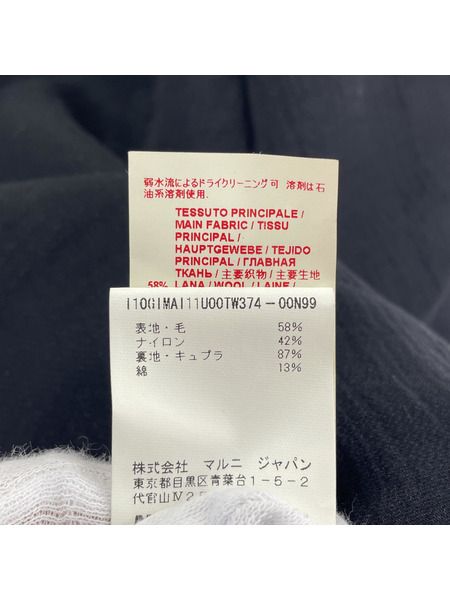 弱水流によるドライクリーニング可 溶剤は石
油系溶剤使用、
TESSUTO PRINCIPALE /
MAIN FABRIC / TISSU
PRINCIPAL /
HAUPTGEWEBE / TEJIDO
PRINCIPAL / ГЛАВНАЯ
ТКАНЬ / 主要织物 / 主要生地
58% LANA / WOOL / LAINE /
I10GIMAI11U00TW374-00N99
表地・毛 58%
ナイロン 42%
裏地・キュプラ 87%
綿 13%
株式会社 マルニ ジャパン
東京都目黒区青葉台1-5-2
代官山Ⅳ2